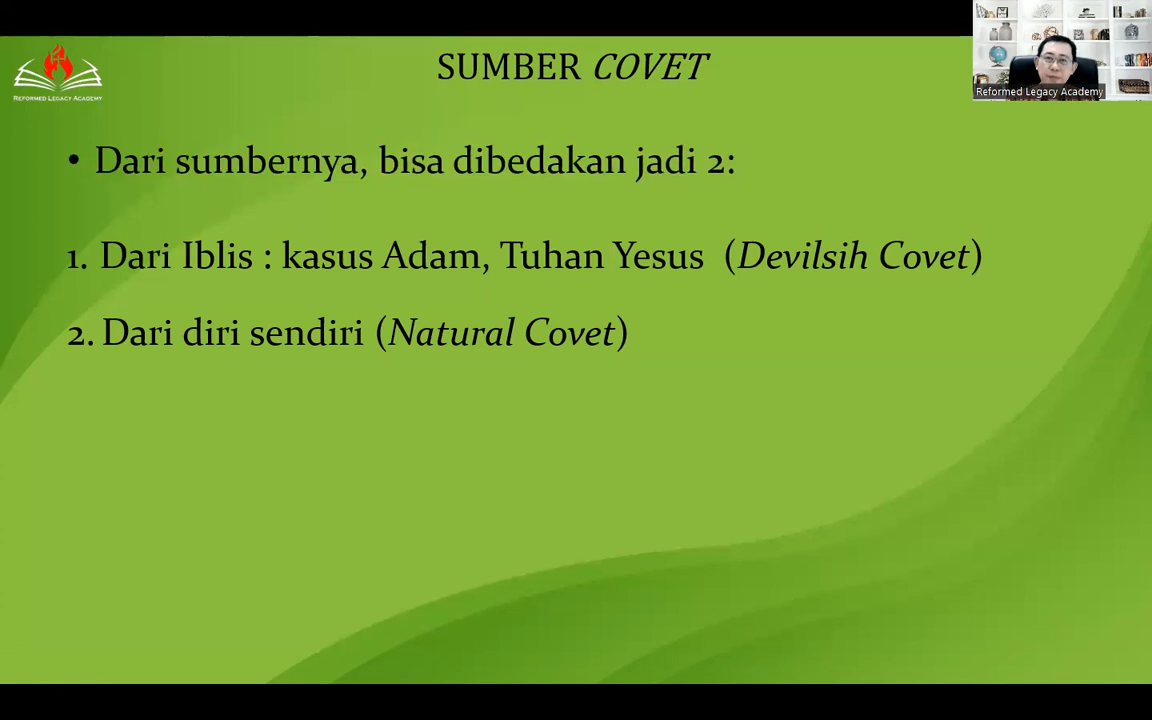 SUMBER COVET
REFORMED LEGACY ACADEMY
Reformed Legacy Academy
• Dari sumbernya, bisa dibedakan jadi 2:
1. Dari Iblis : kasus Adam, Tuhan Yesus (Devilsih Covet)
2. Dari diri sendiri (Natural Covet)